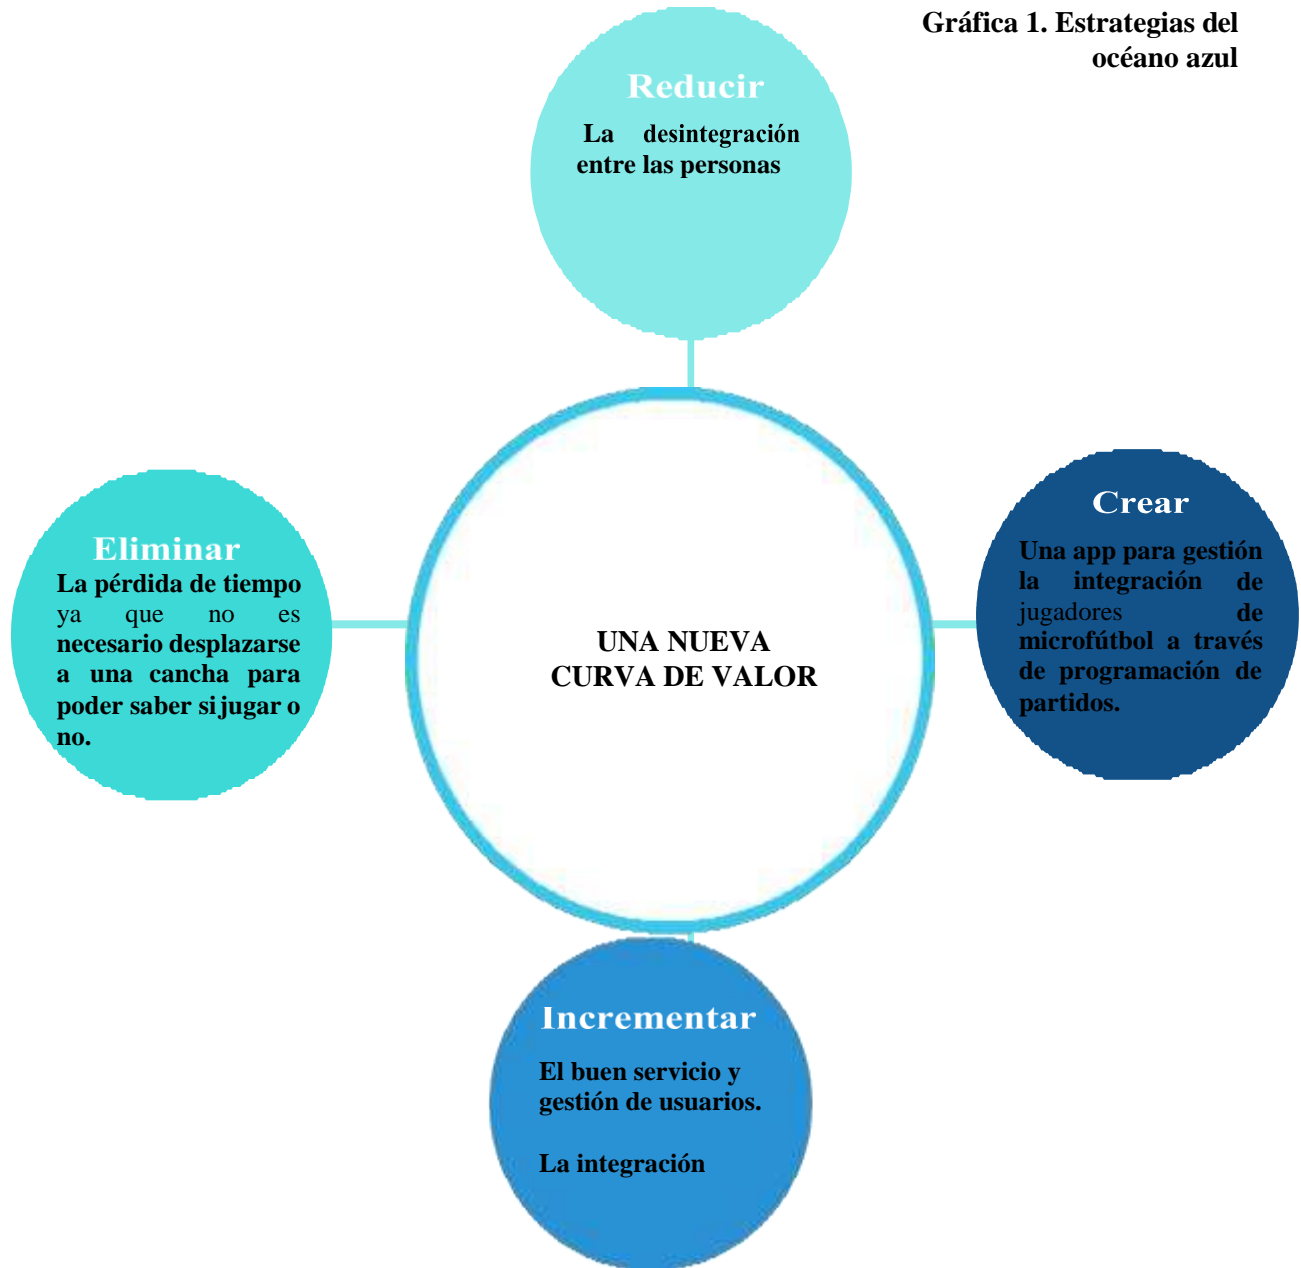 Gráfica 1. Estrategias del
océano azul
Reducir
La desintegración
entre las personas
Eliminar
La pérdida de tiempo
ya que no es
necesario desplazarse
a una cancha para
poder saber si jugar o
no.
UNA NUEVA
CURVA DE VALOR
Crear
Una app para gestión
la integración de
jugadores de
microfútbol a través
de programación de
partidos.
Incrementar
El buen servicio y
gestión de usuarios.
La integración